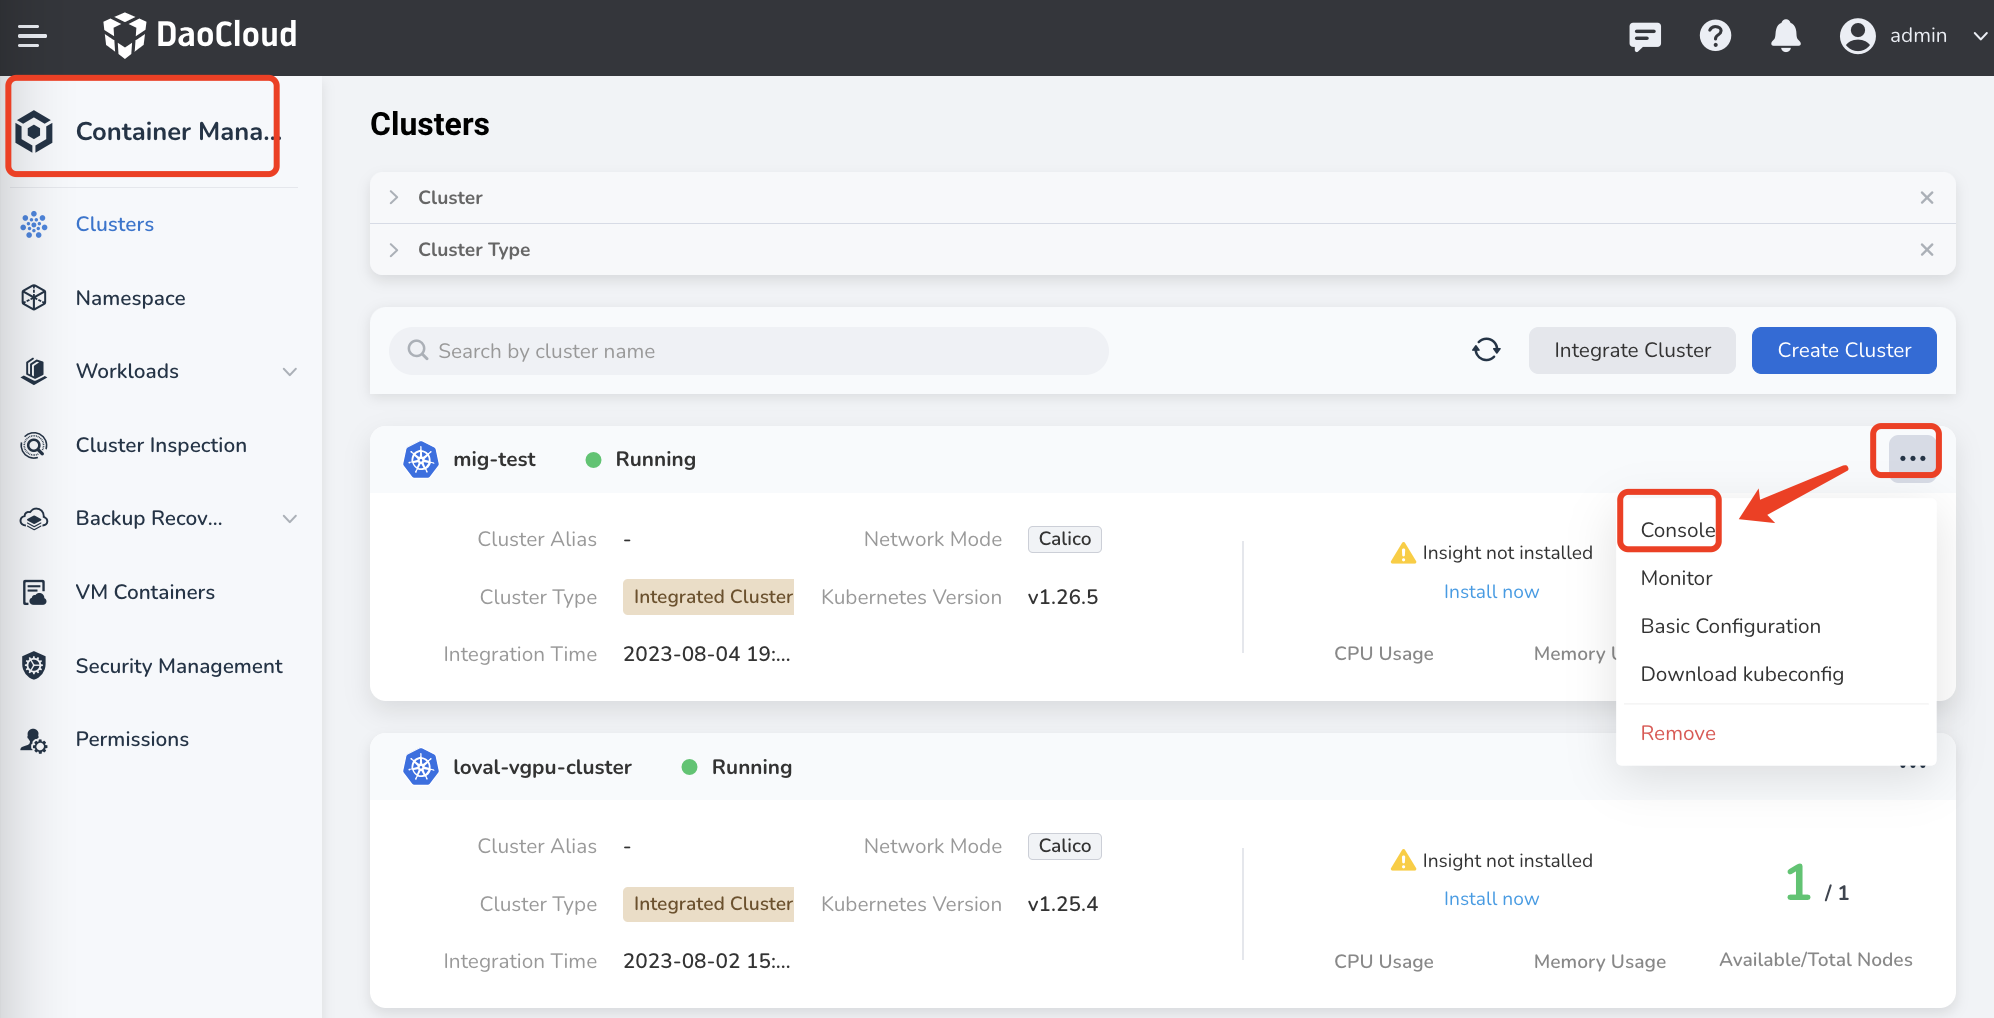 DaoCloud
admin
Container Mana...
Clusters
Namespace
Workloads
Cluster Inspection
Backup Recov...
VM Containers
Security Management
Permissions
Clusters
Cluster
Cluster Type
Search by cluster name
Integrate Cluster
Create Cluster
mig-test
Running
Cluster Alias -
Network Mode Calico
Cluster Type Integrated Cluster
Kubernetes Version v1.26.5
Integration Time 2023-08-04 19:...
Insight not installed
Install now
CPU Usage
Memory U
Console
Monitor
Basic Configuration
Download kubeconfig
Remove
loval-vgpu-cluster
Running
Cluster Alias -
Network Mode Calico
Cluster Type Integrated Cluster
Kubernetes Version v1.25.4
Integration Time 2023-08-02 15:...
Insight not installed
Install now
CPU Usage
Memory Usage
1 / 1
Available/Total Nodes